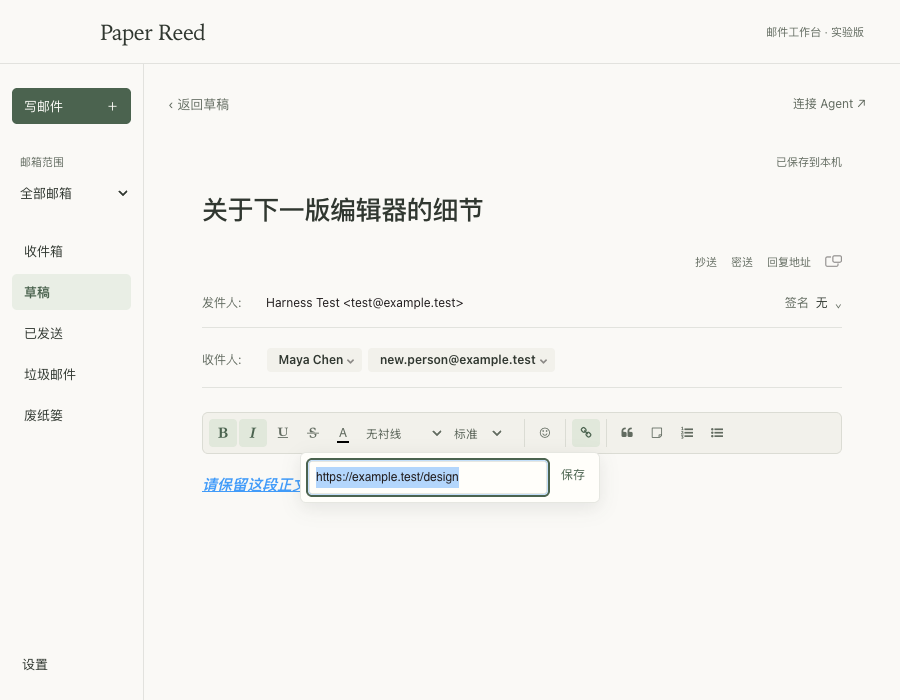 Paper Reed
邮件工作台 · 实验版
写邮件 +
邮箱范围
全部邮箱
收件箱
草稿
已发送
垃圾邮件
废纸篓
设置
‹ 返回草稿
连接 Agent ↗
已保存到本机
关于下一版编辑器的细节
抄送 密送 回复地址
发件人: Harness Test <test@example.test> 签名 无
收件人: Maya Chen new.person@example.test
B I U S A 无衬线 标准
https://example.test/design 保存
请保留这段正文